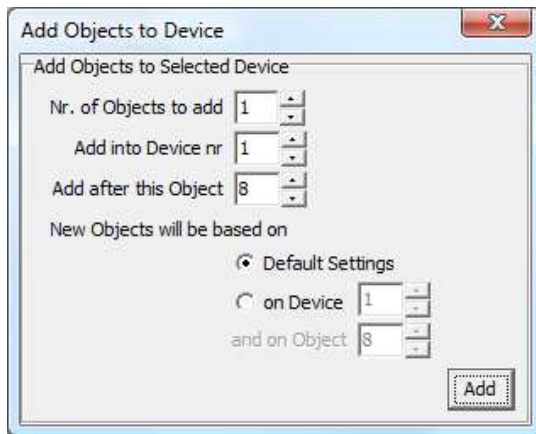 Add Objects to Device
Add Objects to Selected Device
Nr. of Objects to add 1
Add into Device nr 1
Add after this Object 8
New Objects will be based on
Default Settings
on Device 1
and on Object 8
Add